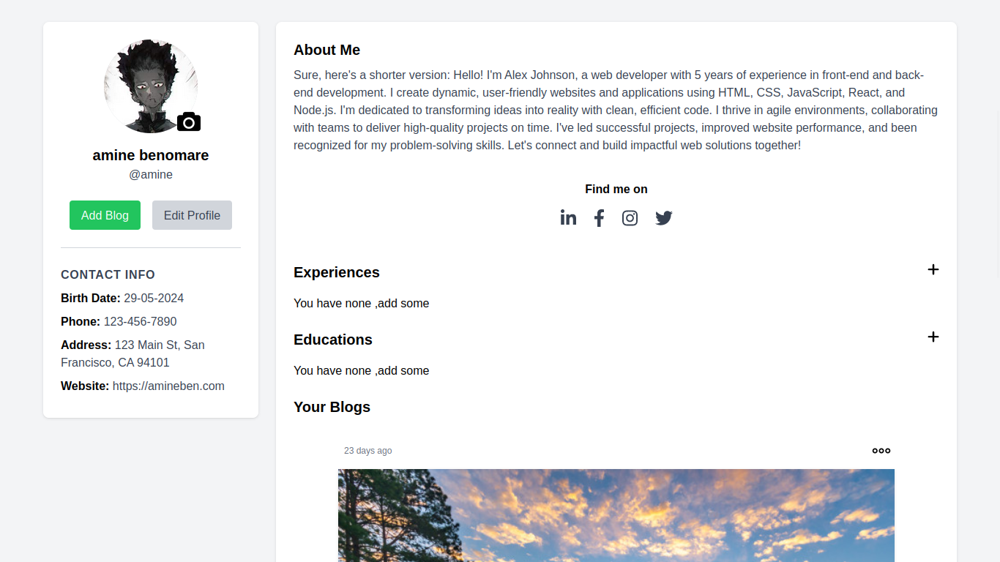 amine benomare
@amine
Add Blog
Edit Profile
CONTACT INFO
Birth Date: 29-05-2024
Phone: 123-456-7890
Address: 123 Main St, San
Francisco, CA 94101
Website: https://amineben.com
About Me
Sure, here's a shorter version: Hello! I'm Alex Johnson, a web developer with 5 years of experience in front-end and back-
end development. I create dynamic, user-friendly websites and applications using HTML, CSS, JavaScript, React, and
Node.js. I'm dedicated to transforming ideas into reality with clean, efficient code. I thrive in agile environments, collaborating
with teams to deliver high-quality projects on time. I've led successful projects, improved website performance, and been
recognized for my problem-solving skills. Let's connect and build impactful web solutions together!
Find me on
Experiences
You have none ,add some
Educations
You have none ,add some
Your Blogs
23 days ago